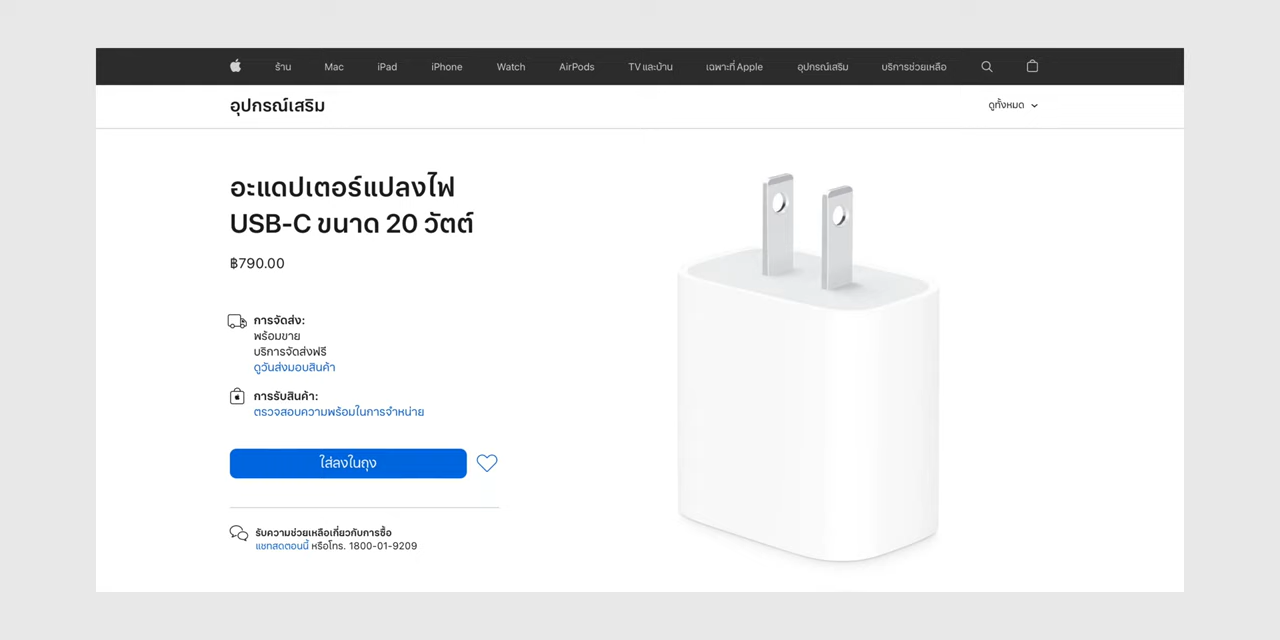 ร้าน Mac iPad iPhone Watch AirPods TV และบ้าน เฉพาะที่ Apple อุปกรณ์เสริม บริการช่วยเหลือ
อุปกรณ์เสริม
ดูทั้งหมด
อะแดปเตอร์แปลงไฟ
USB-C ขนาด 20 วัตต์
฿790.00
การจัดส่ง:
พร้อมขาย
บริการจัดส่งฟรี
ดูวันส่งมอบสินค้า
การรับสินค้า:
ตรวจสอบความพร้อมในการจำหน่าย
ใส่ลงในถุง
รับความช่วยเหลือเกี่ยวกับการซื้อ
แชทสดตอนนี้ หรือโทร. 1800-01-9209